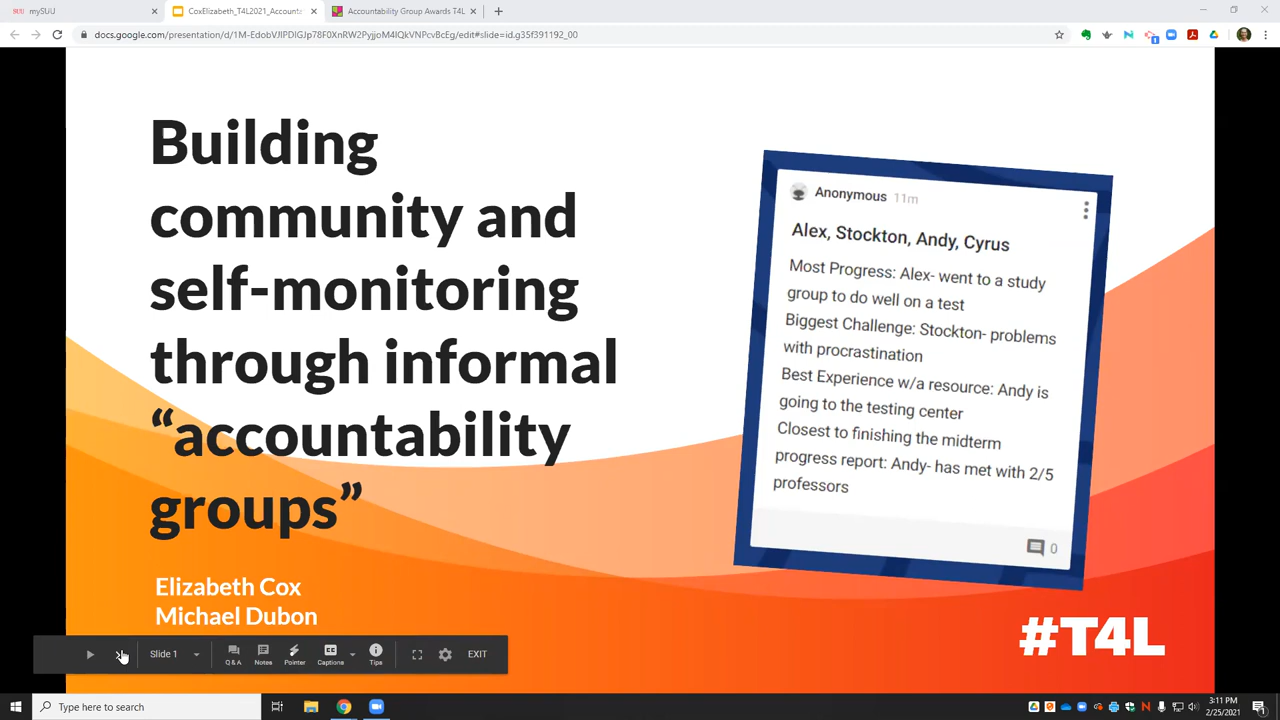 mySUU
CoxElizabeth_T4L2021_Account
Accountability Group Awards T4L
docs.google.com/presentation/d/1M-EdobVJIPDIGJp78F0XnRW2PyjjoM4IQkVNPcvBcEg/edit#slide=id.g35f391192_00
Building
community and
self-monitoring
through informal
“accountability
groups”
Elizabeth Cox
Michael Dubon
Anonymous 11m
Alex, Stockton, Andy, Cyrus
Most Progress: Alex- went to a study
group to do well on a test
Biggest Challenge: Stockton- problems
with procrastination
Best Experience w/a resource: Andy is
going to the testing center
Closest to finishing the midterm
progress report: Andy- has met with 2/5
professors
0
#T4L
Slide 1
Q & A
Notes
Pointer
Captions
Tips
EXIT
Type here to search
3:11 PM
2/25/2021